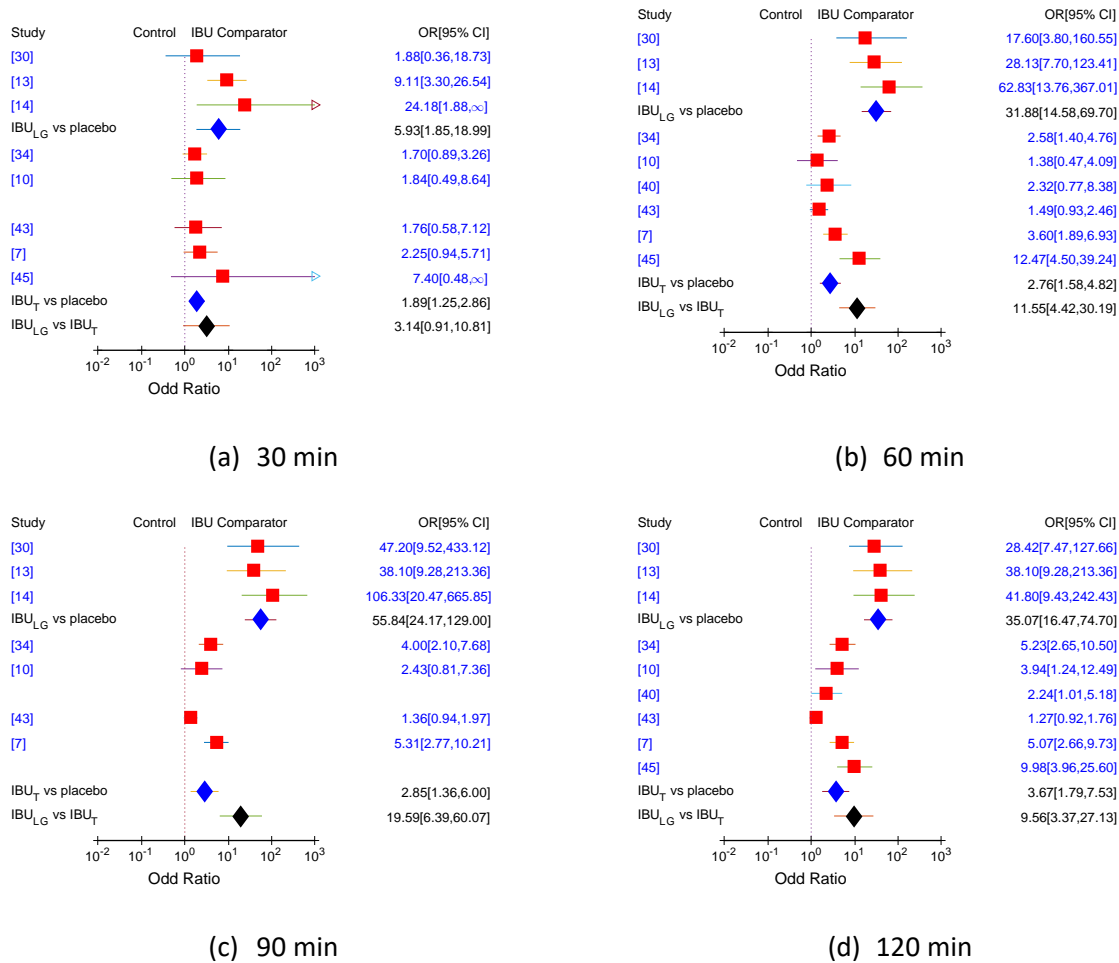 Study Control IBU Comparator OR[95% CI]
[30] 1.88[0.36,18.73]
[13] 9.11[3.30,26.54]
[14] 24.18[1.88,∞]
IBU_LG vs placebo 5.93[1.85,18.99]
[34] 1.70[0.89,3.26]
[10] 1.84[0.49,8.64]
[43] 1.76[0.58,7.12]
[7] 2.25[0.94,5.71]
[45] 7.40[0.48,∞]
IBU_T vs placebo 1.89[1.25,2.86]
IBU_LG vs IBU_T 3.14[0.91,10.81]
10^-2 10^-1 10^0 10^1 10^2 10^3
Odd Ratio
(a) 30 min
Study Control IBU Comparator OR[95% CI]
[30] 17.60[3.80,160.55]
[13] 28.13[7.70,123.41]
[14] 62.83[13.76,367.01]
IBU_LG vs placebo 31.88[14.58,69.70]
[34] 2.58[1.40,4.76]
[10] 1.38[0.47,4.09]
[40] 2.32[0.77,8.38]
[43] 1.49[0.93,2.46]
[7] 3.60[1.89,6.93]
[45] 12.47[4.50,39.24]
IBU_T vs placebo 2.76[1.58,4.82]
IBU_LG vs IBU_T 11.55[4.42,30.19]
10^-2 10^-1 10^0 10^1 10^2 10^3
Odd Ratio
(b) 60 min
Study Control IBU Comparator OR[95% CI]
[30] 47.20[9.52,433.12]
[13] 38.10[9.28,213.36]
[14] 106.33[20.47,665.85]
IBU_LG vs placebo 55.84[24.17,129.00]
[34] 4.00[2.10,7.68]
[10] 2.43[0.81,7.36]
[43] 1.36[0.94,1.97]
[7] 5.31[2.77,10.21]
IBU_T vs placebo 2.85[1.36,6.00]
IBU_LG vs IBU_T 19.59[6.39,60.07]
10^-2 10^-1 10^0 10^1 10^2 10^3
Odd Ratio
(c) 90 min
Study Control IBU Comparator OR[95% CI]
[30] 28.42[7.47,127.66]
[13] 38.10[9.28,213.36]
[14] 41.80[9.43,242.43]
IBU_LG vs placebo 35.07[16.47,74.70]
[34] 5.23[2.65,10.50]
[10] 3.94[1.24,12.49]
[40] 2.24[1.01,5.18]
[43] 1.27[0.92,1.76]
[7] 5.07[2.66,9.73]
[45] 9.98[3.96,25.60]
IBU_T vs placebo 3.67[1.79,7.53]
IBU_LG vs IBU_T 9.56[3.37,27.13]
10^-2 10^-1 10^0 10^1 10^2 10^3
Odd Ratio
(d) 120 min